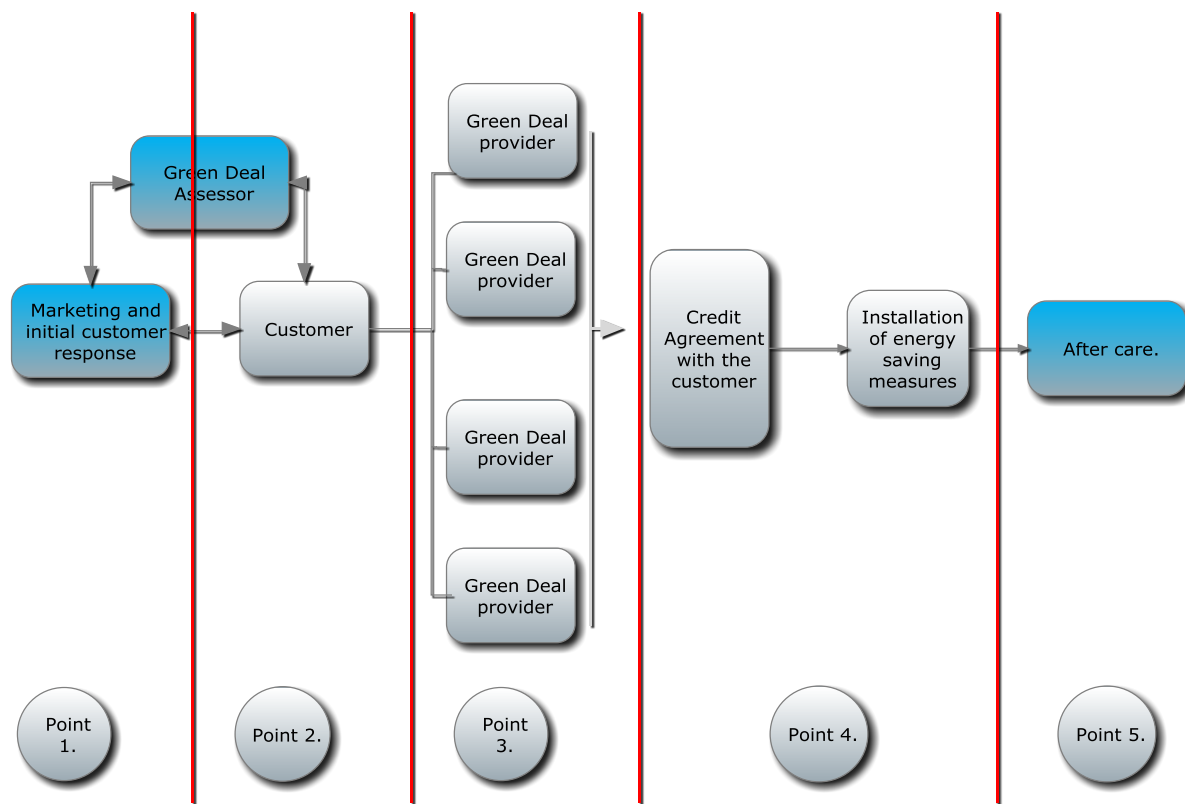 Green Deal
Assessor
Marketing and
initial customer
response
Customer
Green Deal
provider
Green Deal
provider
Green Deal
provider
Green Deal
provider
Credit
Agreement
with the
customer
Installation
of energy
saving
measures
After care.
Point
1.
Point 2.
Point
3.
Point 4.
Point 5.